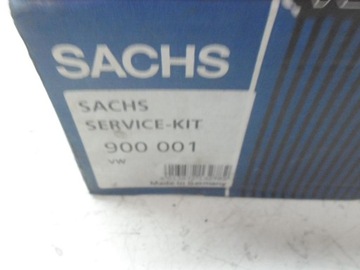 SACHS
SACHS
SERVICE-KIT
900 001
VW
Made in Germany